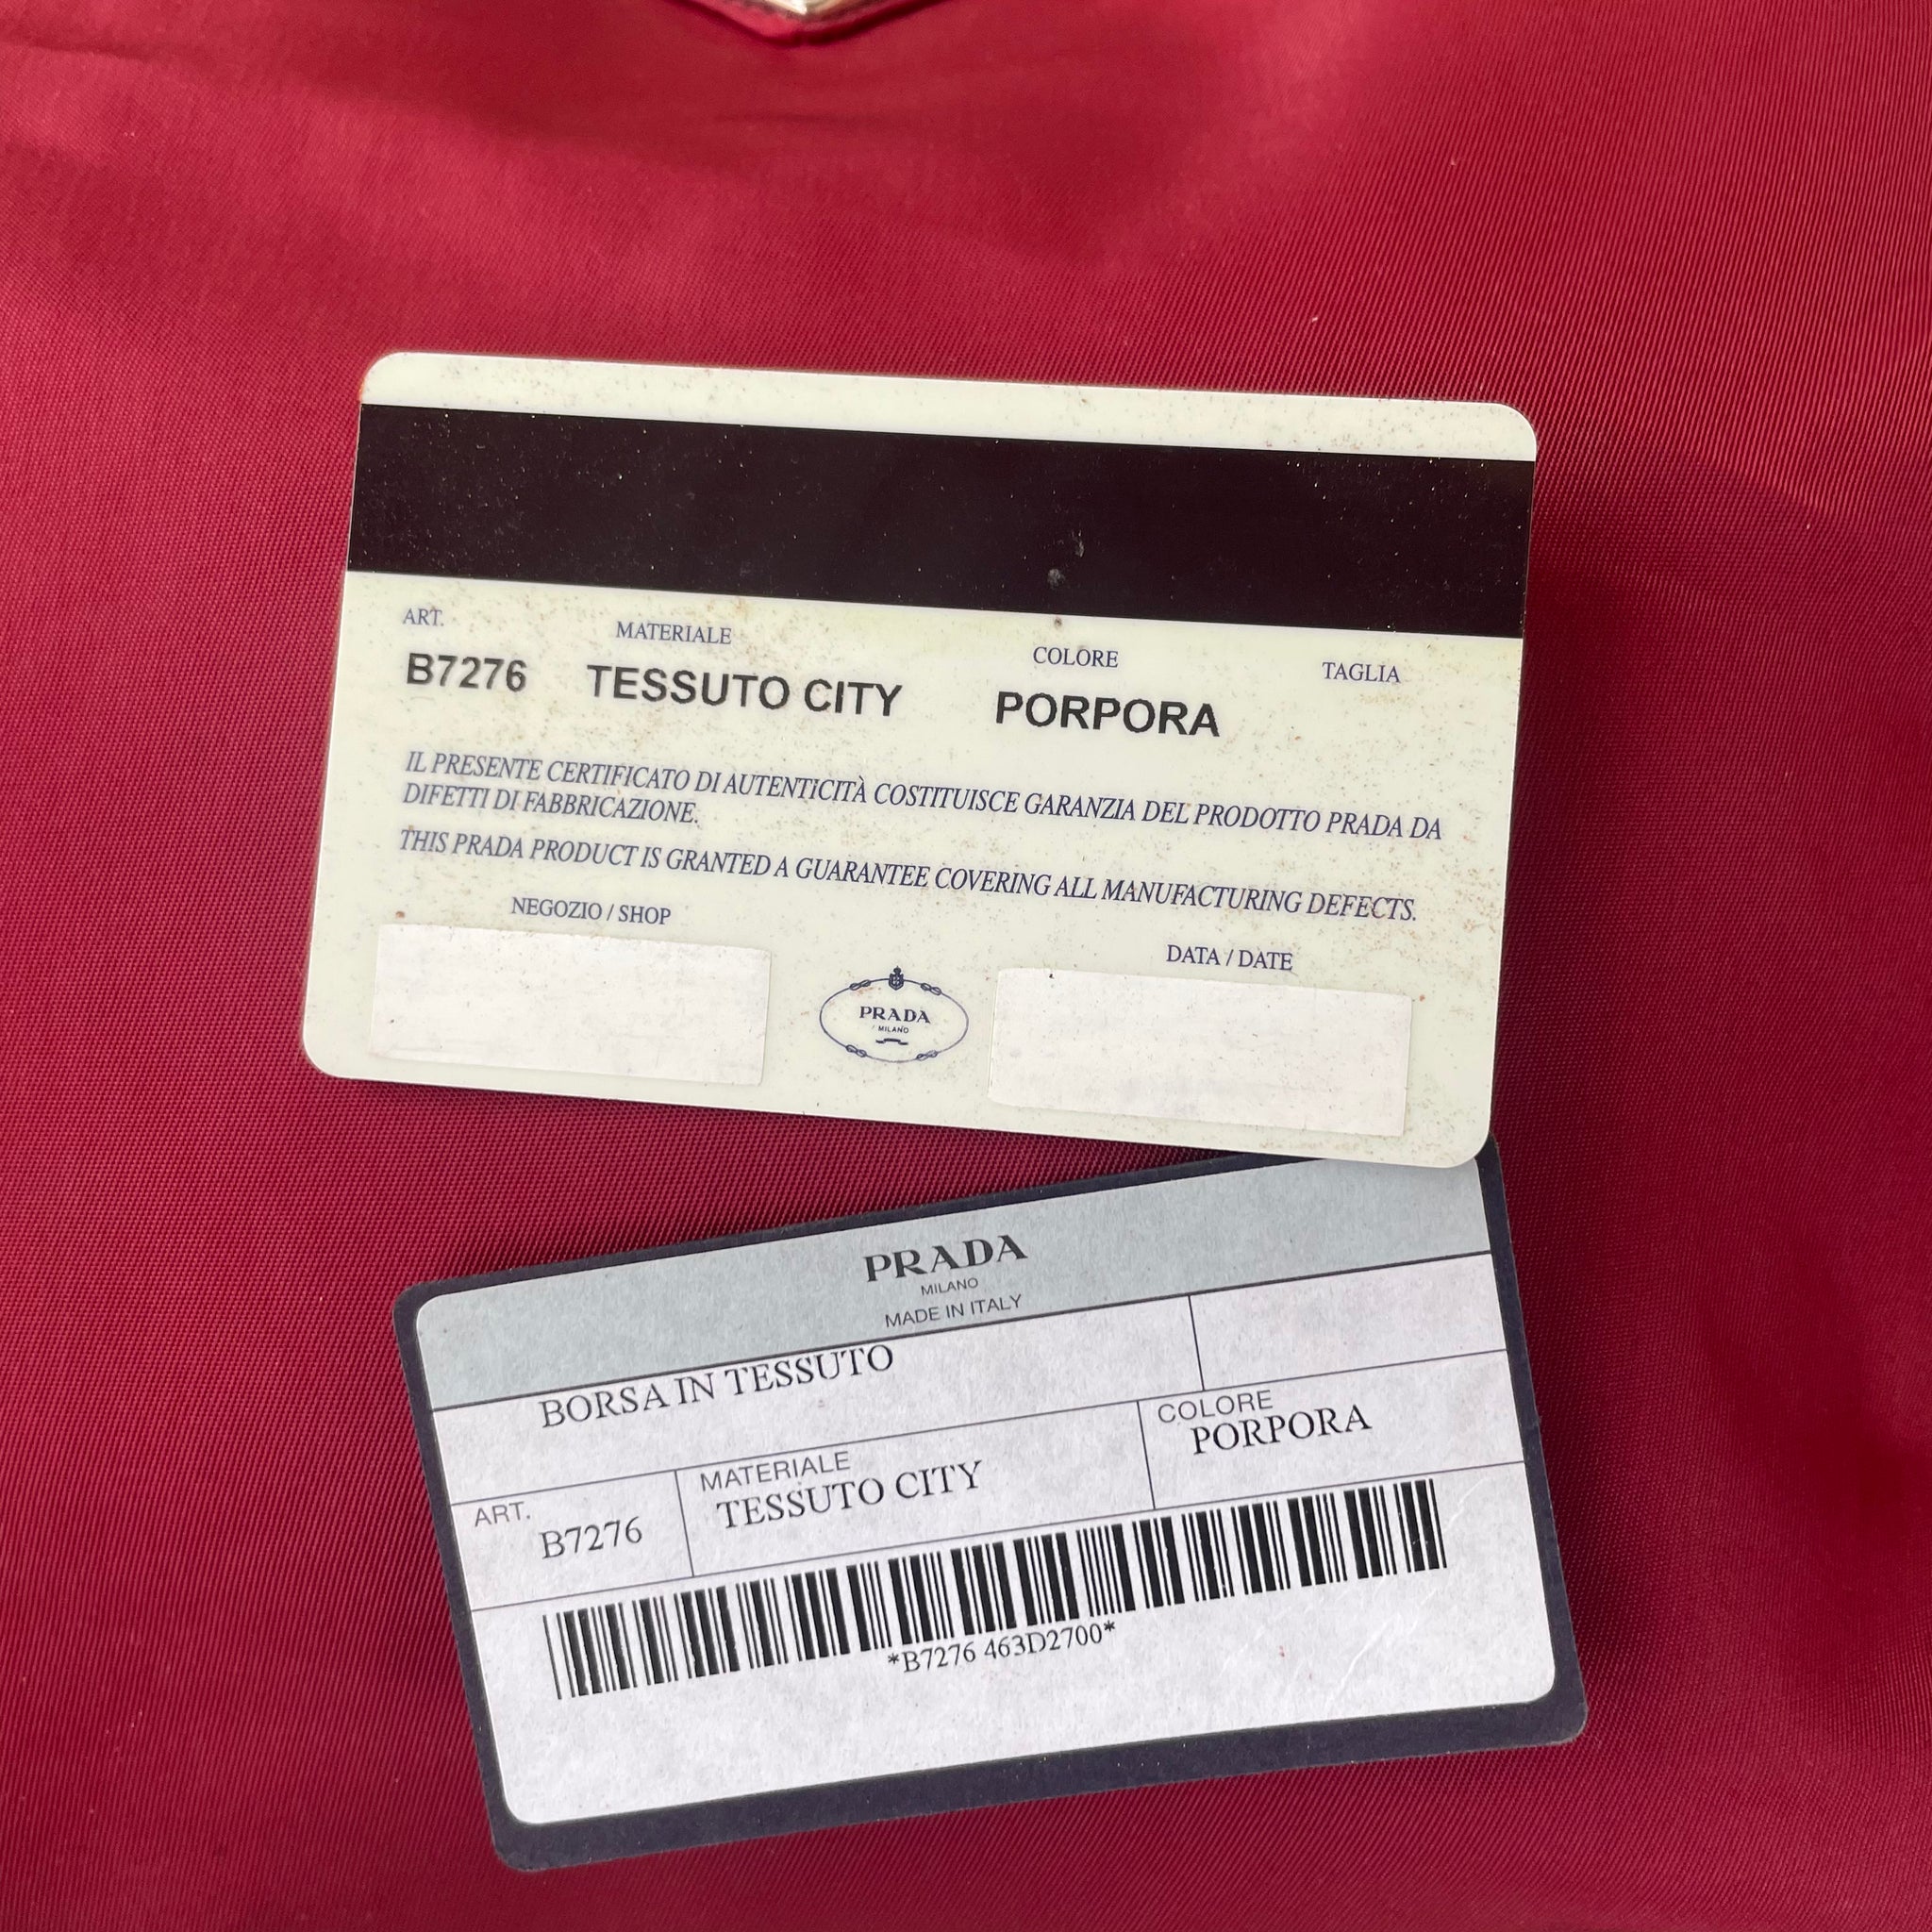 ART. MATERIALE COLORE TAGLIA
B7276 TESSUTO CITY PORPORA
IL PRESENTE CERTIFICATO DI AUTENTICITÀ COSTITUISCE GARANZIA DEL PRODOTTO PRADA DA
DIFETTI DI FABBRICAZIONE.
THIS PRADA PRODUCT IS GRANTED A GUARANTEE COVERING ALL MANUFACTURING DEFECTS.
NEGOZIO / SHOP
DATA / DATE
PRADA
MILANO
PRADA
MILANO
MADE IN ITALY
BORSA IN TESSUTO
ART.
B7276
MATERIALE
TESSUTO CITY
COLORE
PORPORA
*B7276 463D2700*